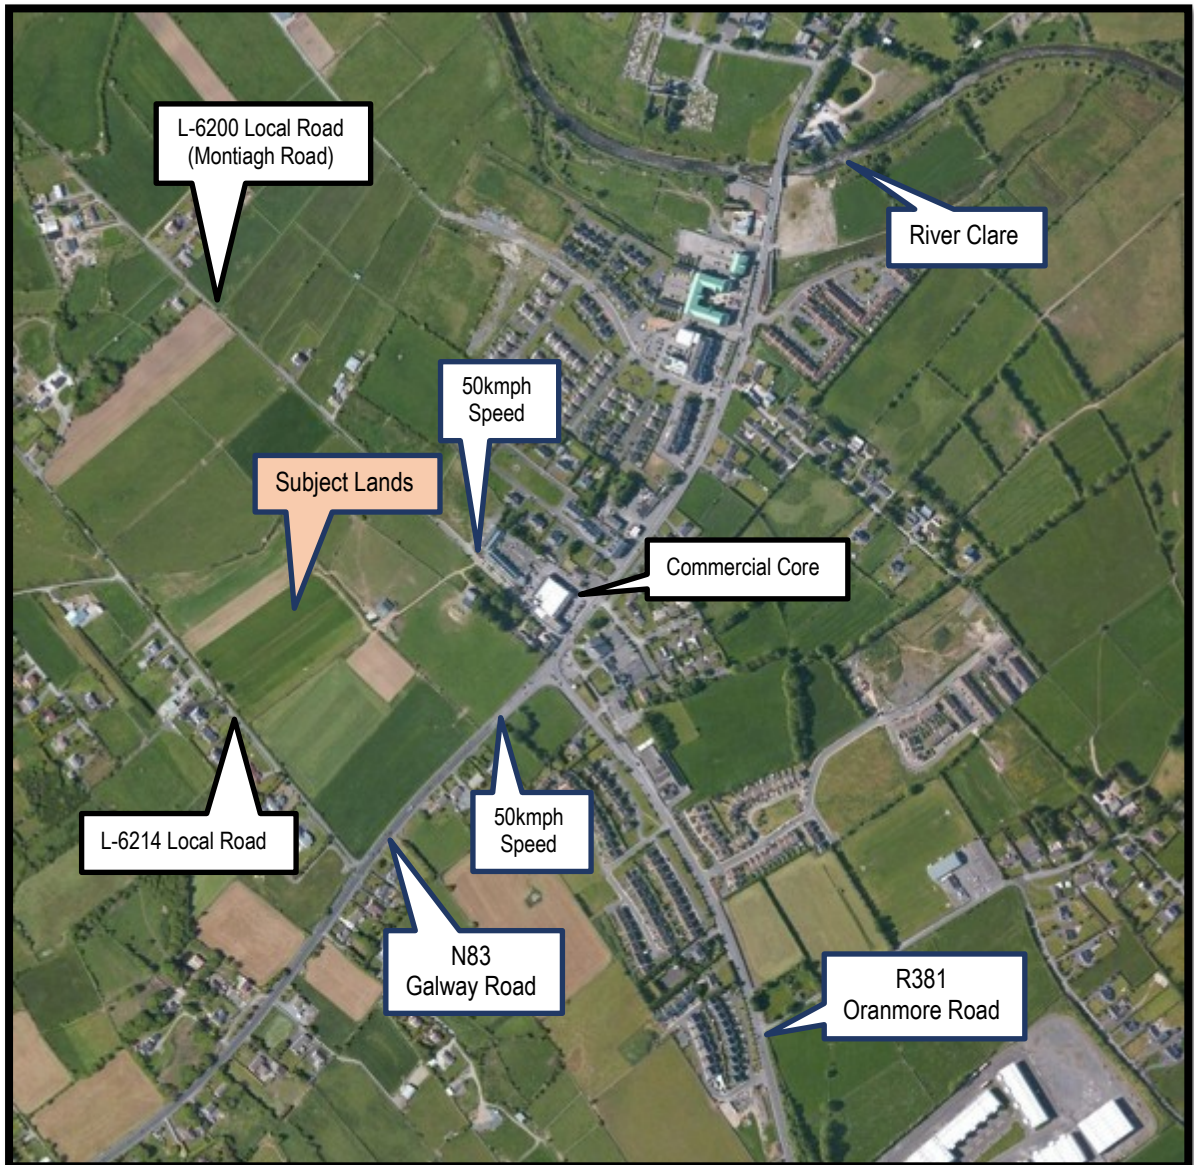 L-6200 Local Road
(Montiagh Road)
River Clare
50kmph
Speed
Subject Lands
Commercial Core
50kmph
Speed
L-6214 Local Road
N83
Galway Road
R381
Oranmore Road